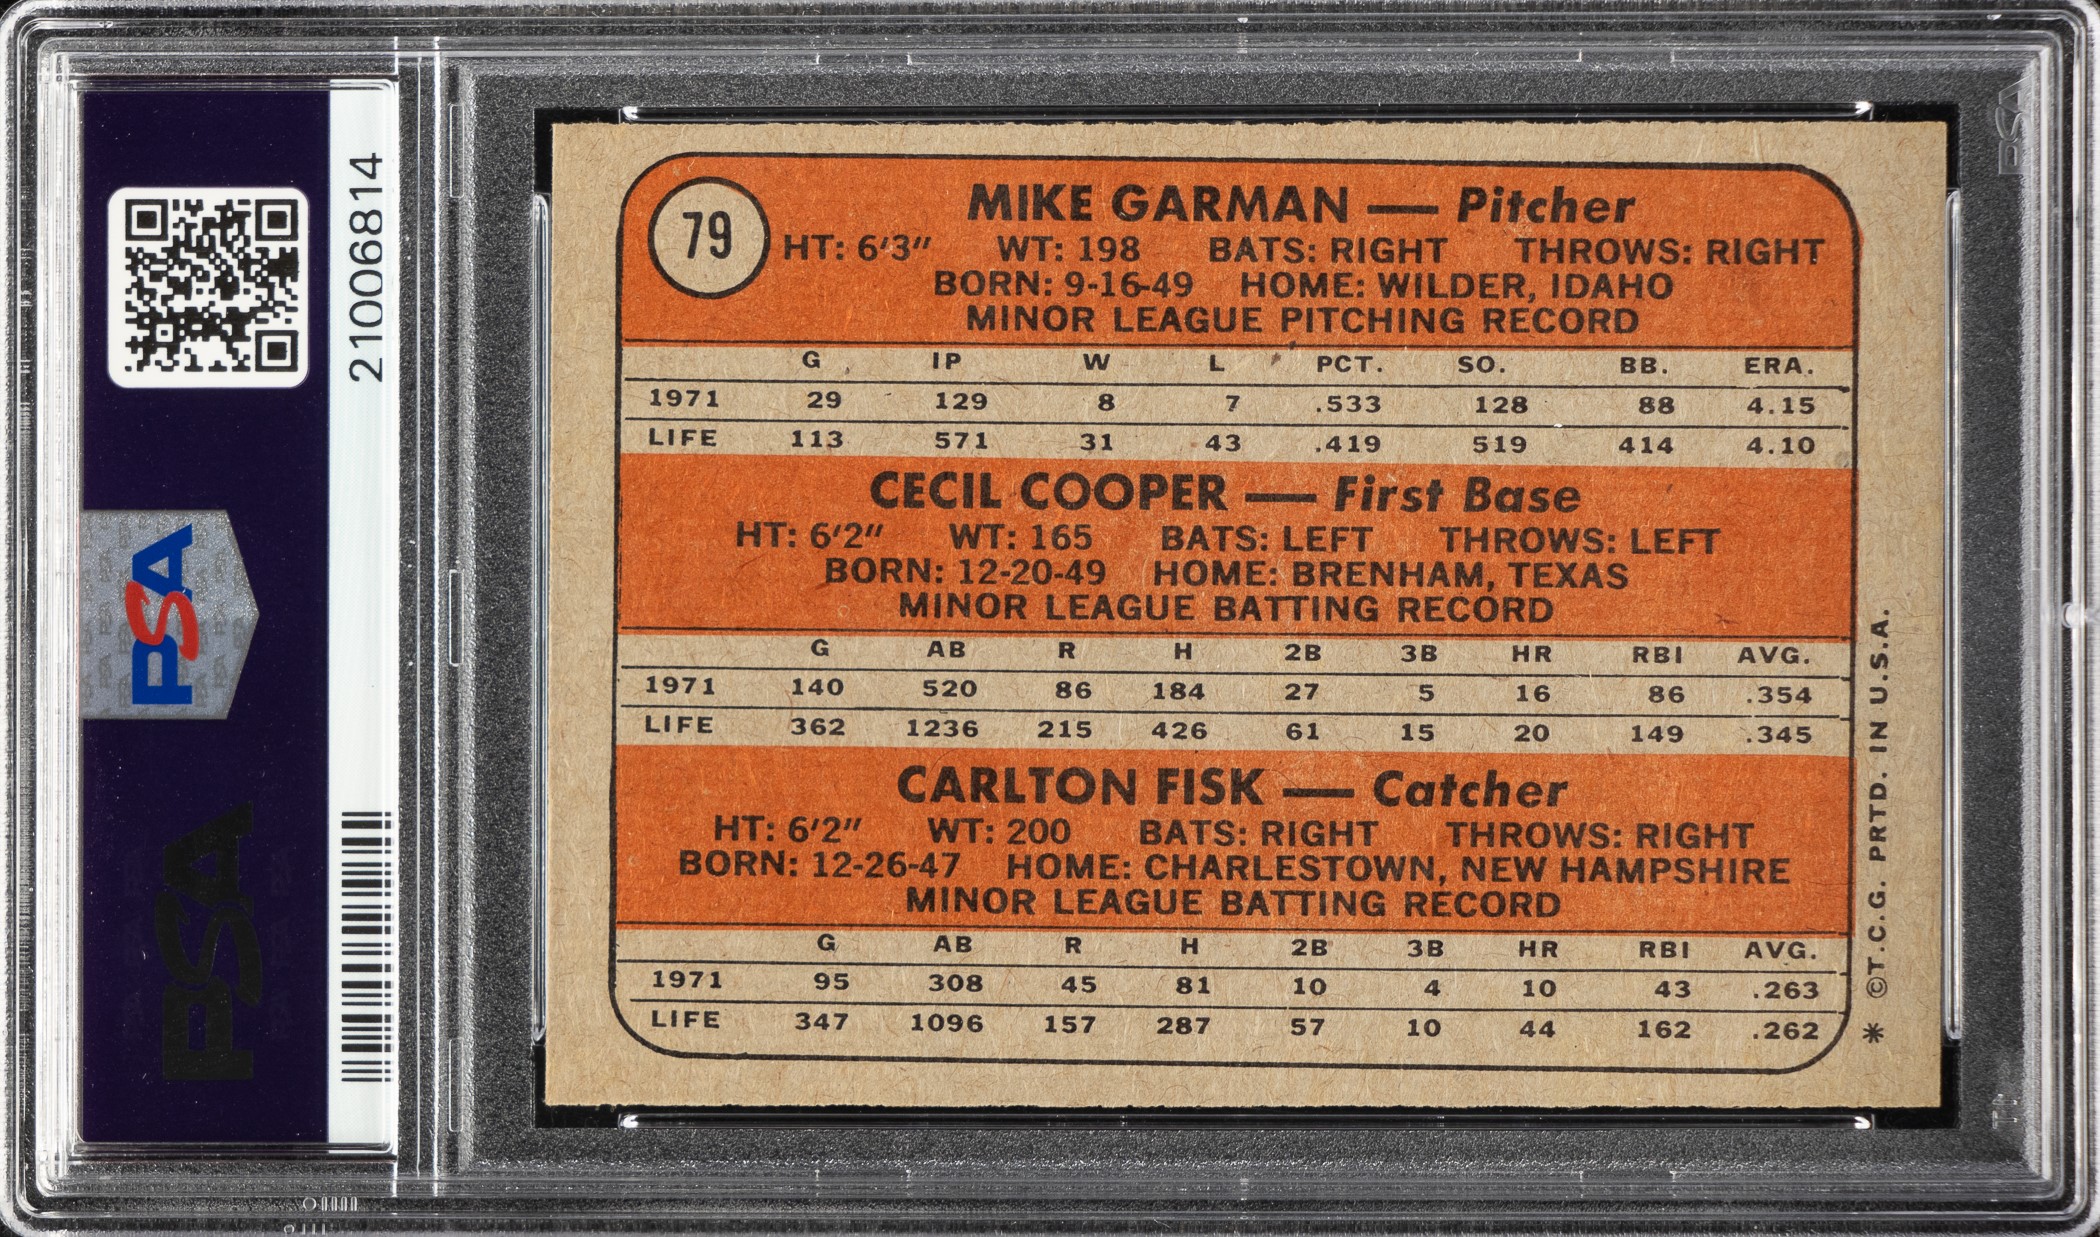 21006814
PSA
PSA
PSA
79
MIKE GARMAN — Pitcher
HT: 6'3" WT: 198 BATS: RIGHT THROWS: RIGHT
BORN: 9-16-49 HOME: WILDER, IDAHO
MINOR LEAGUE PITCHING RECORD
G IP W L PCT. SO. BB. ERA.
1971 29 129 8 7 .533 128 88 4.15
LIFE 113 571 31 43 .419 519 414 4.10
CECIL COOPER — First Base
HT: 6'2" WT: 165 BATS: LEFT THROWS: LEFT
BORN: 12-20-49 HOME: BRENHAM, TEXAS
MINOR LEAGUE BATTING RECORD
G AB R H 2B 3B HR RBI AVG.
1971 140 520 86 184 27 5 16 86 .354
LIFE 362 1236 215 426 61 15 20 149 .345
CARLTON FISK — Catcher
HT: 6'2" WT: 200 BATS: RIGHT THROWS: RIGHT
BORN: 12-26-47 HOME: CHARLESTOWN, NEW HAMPSHIRE
MINOR LEAGUE BATTING RECORD
G AB R H 2B 3B HR RBI AVG.
1971 95 308 45 81 10 4 10 43 .263
LIFE 347 1096 157 287 57 10 44 162 .262
* ©T.C.G. PRTD. IN U.S.A.